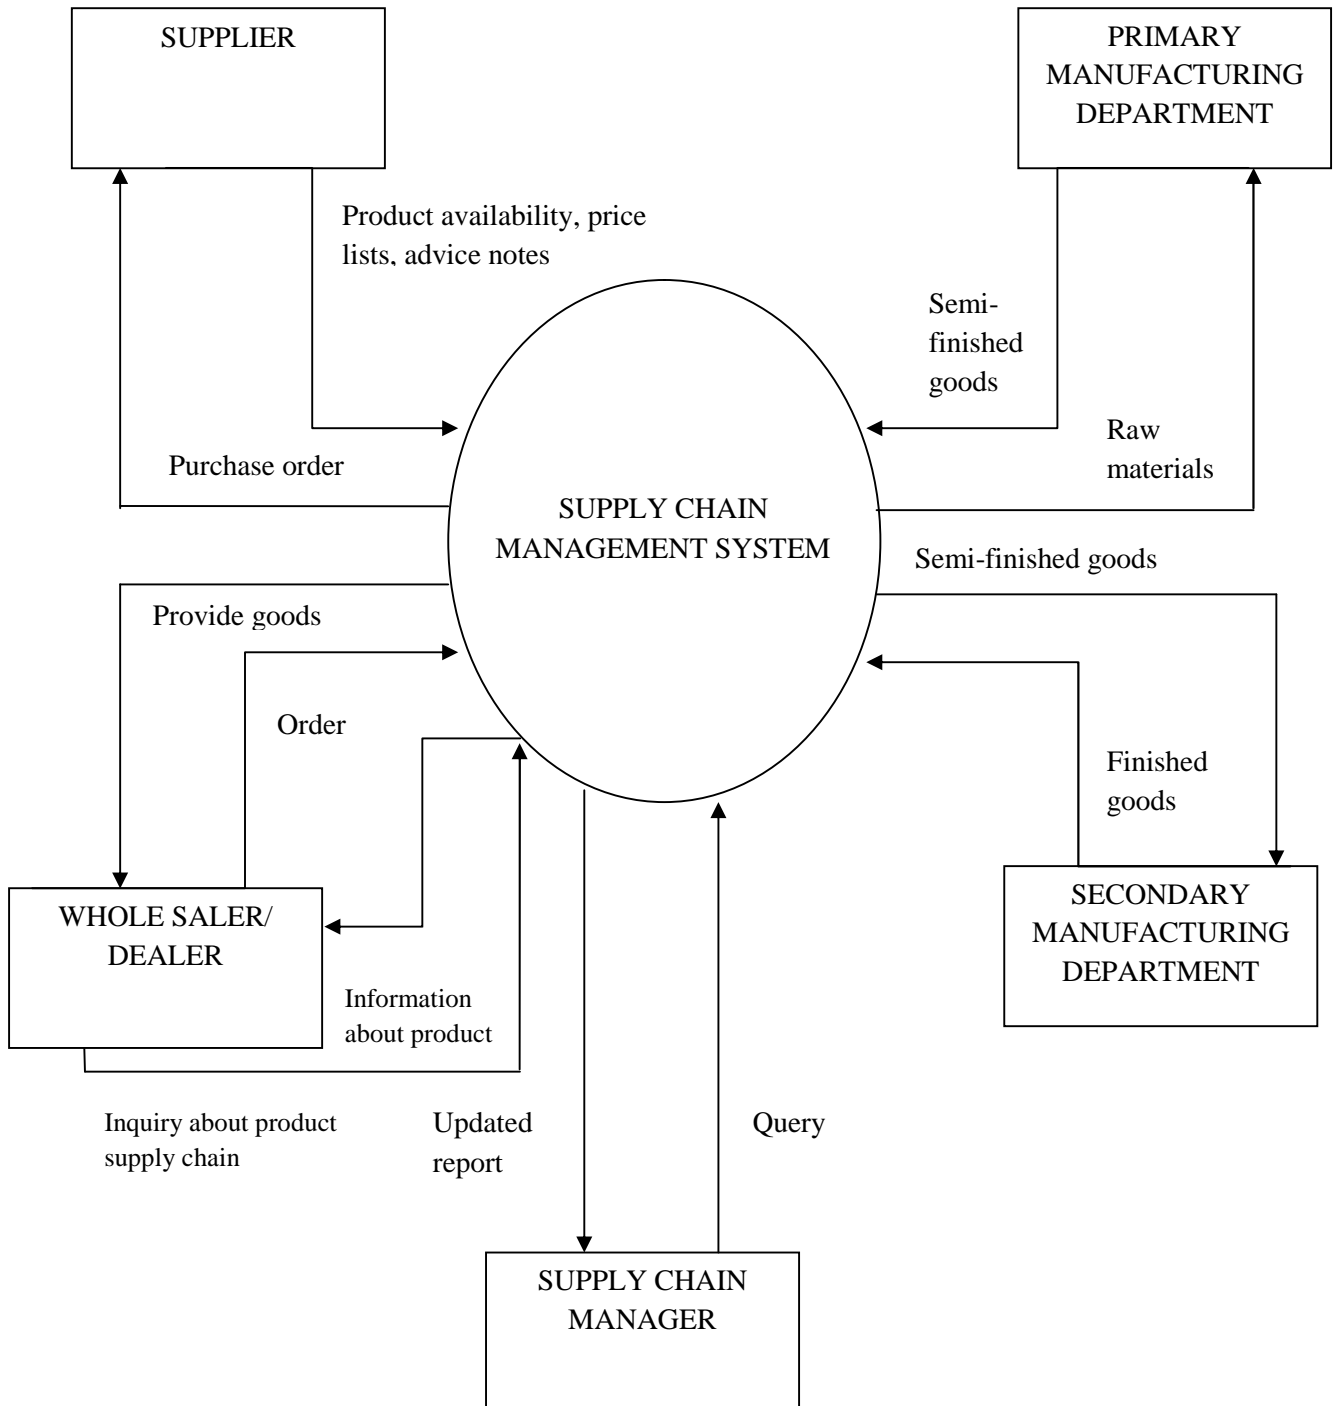 SUPPLIER
PRIMARY
MANUFACTURING
DEPARTMENT
Product availability, price
lists, advice notes
Semi-
finished
goods
Raw
materials
Purchase order
SUPPLY CHAIN
MANAGEMENT SYSTEM
Semi-finished goods
Provide goods
Order
Finished
goods
WHOLE SALER/
DEALER
SECONDARY
MANUFACTURING
DEPARTMENT
Information
about product
Inquiry about product
supply chain
Updated
report
Query
SUPPLY CHAIN
MANAGER